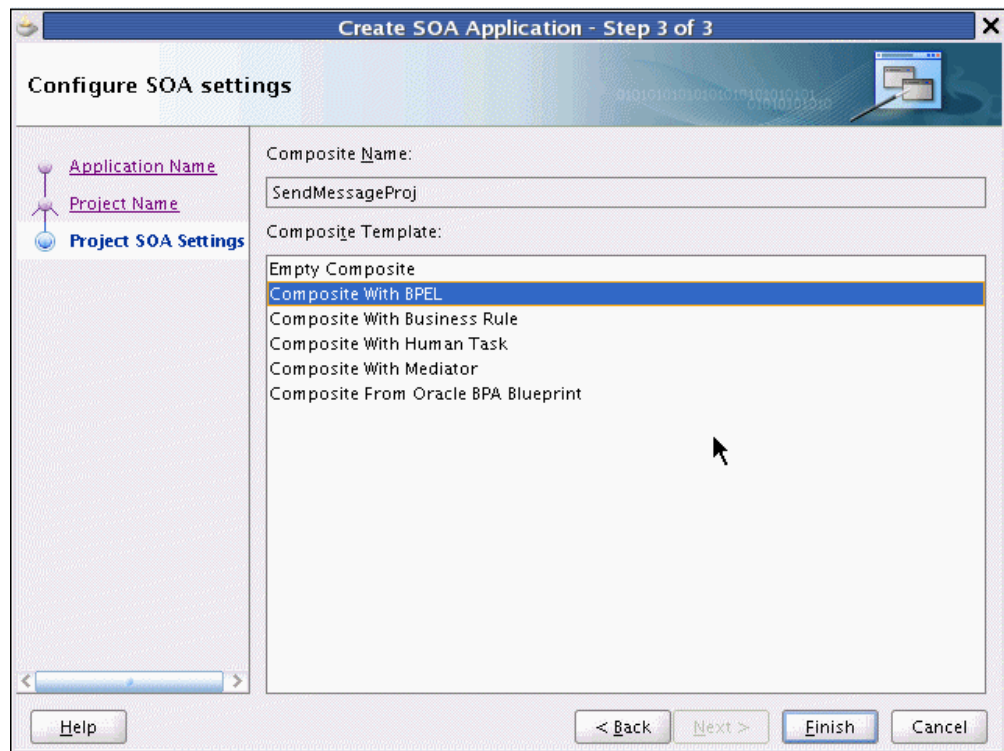 Create SOA Application - Step 3 of 3
Configure SOA settings
Application Name
Project Name
Project SOA Settings
Composite Name:
SendMessageProj
Composite Template:
Empty Composite
Composite With BPEL
Composite With Business Rule
Composite With Human Task
Composite With Mediator
Composite From Oracle BPA Blueprint
Help
< Back
Next >
Finish
Cancel